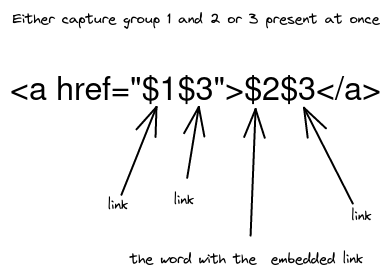 Either capture group 1 and 2 or 3 present at once
<a href="$1$3">$2$3</a>
link
link
link
the word with the embedded link